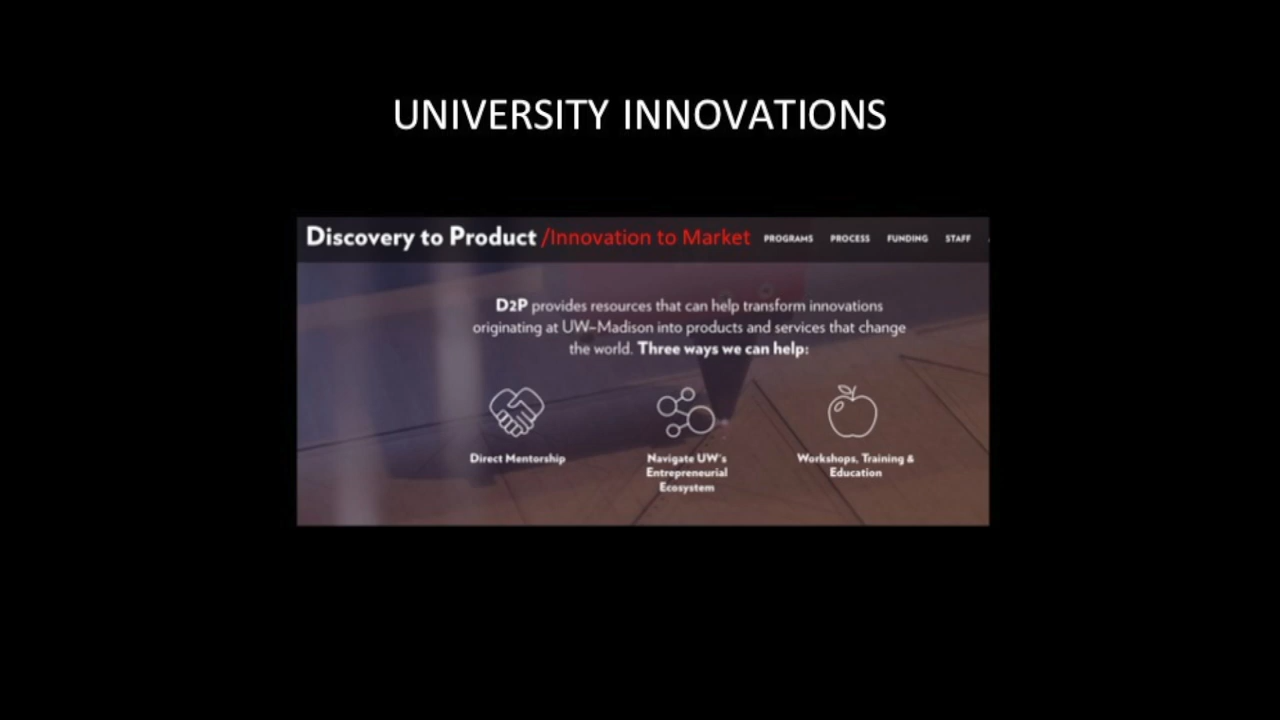 UNIVERSITY INNOVATIONS
Discovery to Product /Innovation to Market PROGRAMS PROCESS FUNDING STAFF
D2P provides resources that can help transform innovations
originating at UW–Madison into products and services that change
the world. Three ways we can help:
Direct Mentorship
Navigate UW's
Entrepreneurial
Ecosystem
Workshops, Training &
Education